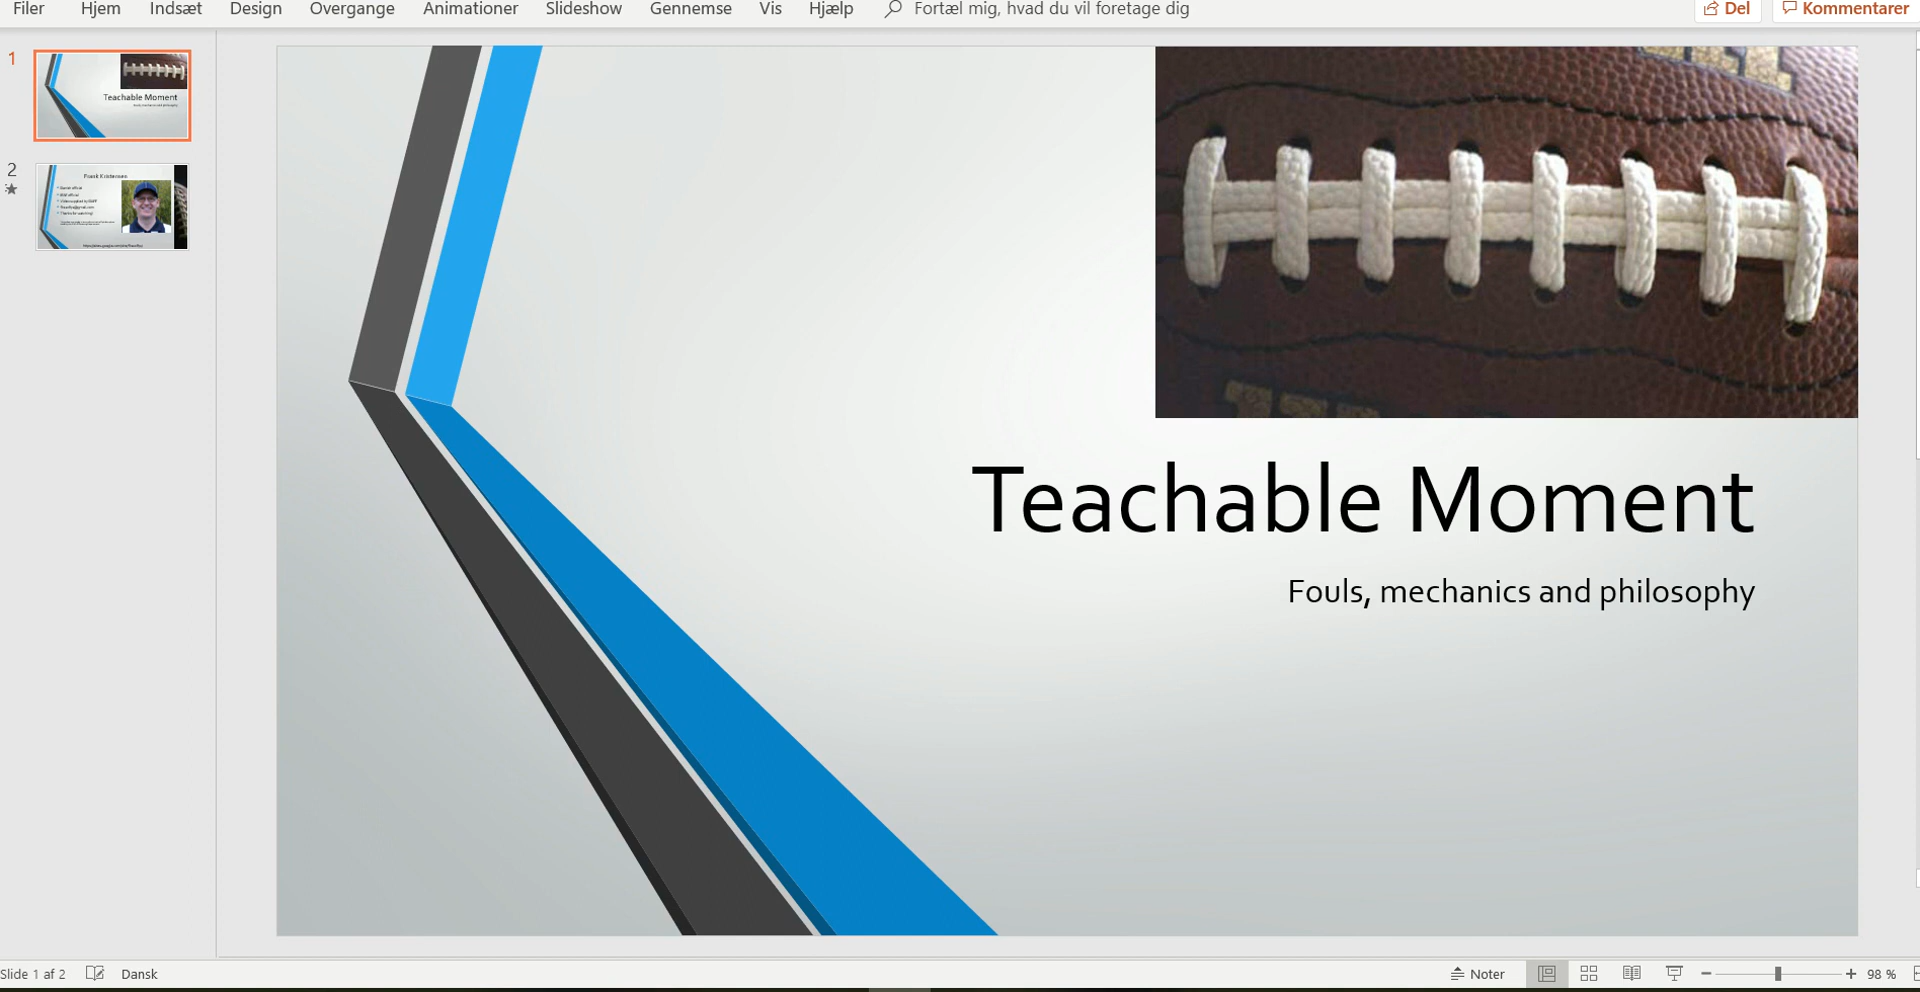 Filer Hjem Indsæt Design Overgange Animationer Slideshow Gennemse Vis Hjælp Fortæl mig, hvad du vil foretage dig Del Kommentarer
1
Teachable Moment
2
Frank Kristensen
Teachable Moment
Fouls, mechanics and philosophy
Slide 1 af 2 Dansk Noter 98 %